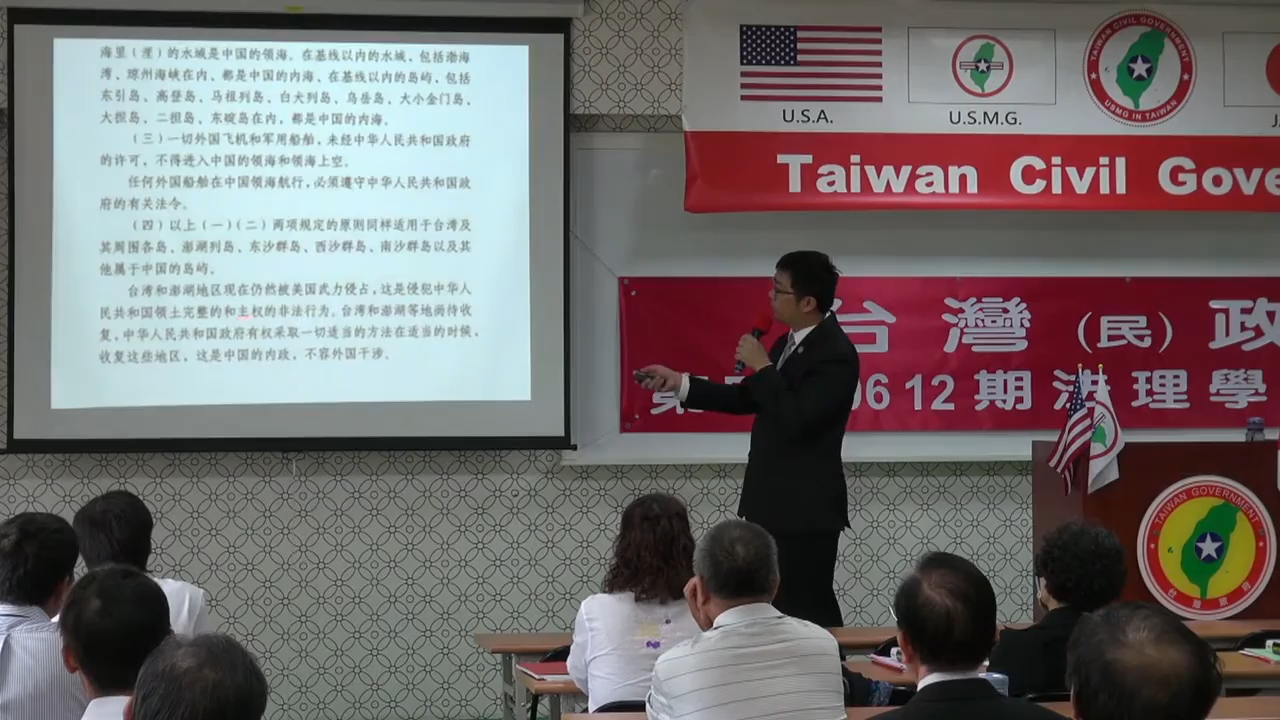 海里（浬）的水域是中国的领海。在基线以内的水域，包括渤海
湾、琼州海峡在内，都是中国的内海、在基线以内的岛屿，包括
东引岛、高登岛、马祖列岛、白犬列岛、乌岳岛、大小金门岛、
大担岛、二担岛、东碇岛在内，都是中国的内海。
（三）一切外国飞机和军用船舶，未经中华人民共和国政府
的许可，不得进入中国的领海和领海上空。
任何外国船舶在中国领海航行，必须遵守中华人民共和国政
府的有关法令。
（四）以上（一）（二）两项规定的原则同样适用于台湾及
其周围各岛、澎湖列岛、东沙群岛、西沙群岛、南沙群岛以及其
他属于中国的岛屿。
台湾和澎湖地区现在仍然被美国武力侵占，这是侵犯中华人
民共和国领土完整的和主权的非法行为。台湾和澎湖等地尚待收
复，中华人民共和国政府有权采取一切适当的方法在适当的时候，
收复这些地区，这是中国的内政，不容外国干涉。
U.S.A.
U.S.M.G.
TAIWAN CIVIL GOVERNMENT
USMG IN TAIWAN
J
Taiwan Civil Gove
台灣(民)政
第
06 12 期 法理學
TAIWAN GOVERNMENT
台灣政府